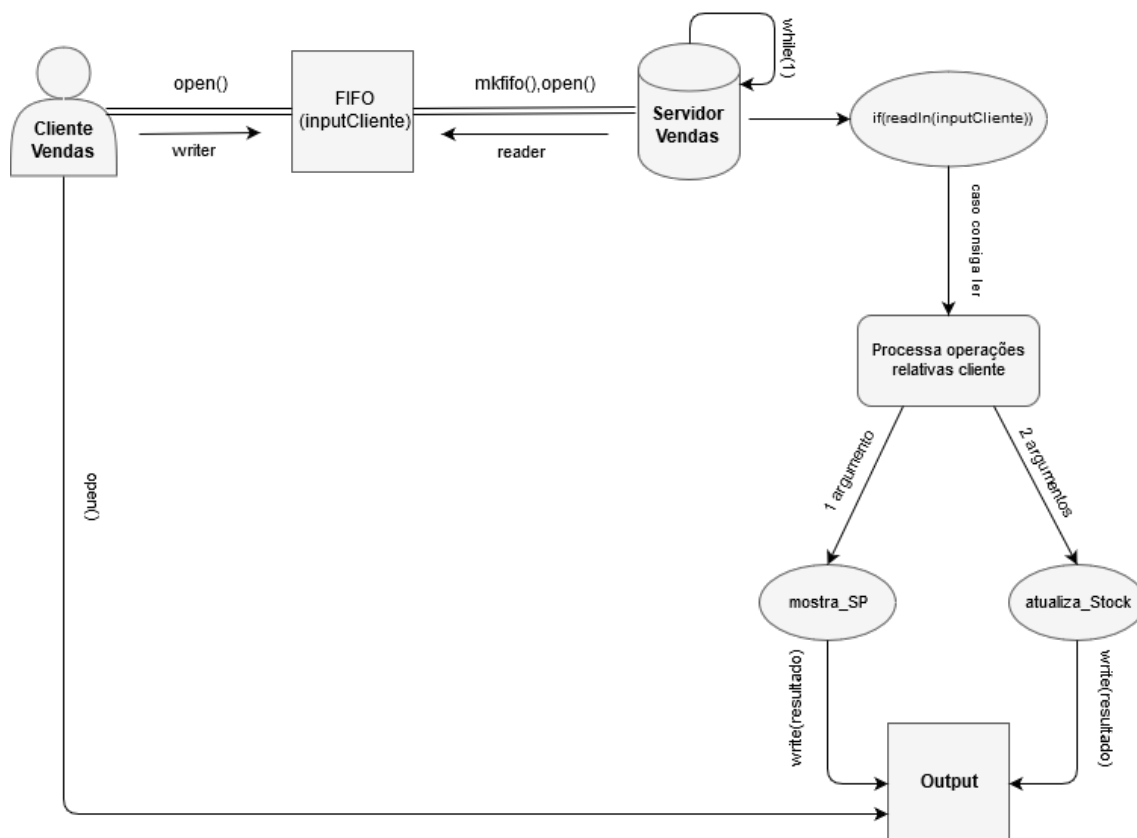 open()
Cliente
Vendas
writer
FIFO
(inputCliente)
mkfifo(),open()
reader
Servidor
Vendas
while(1)
if(readln(inputCliente))
caso consiga ler
Processa operações
relativas cliente
1 argumento
2 argumentos
mostra_SP
atualiza_Stock
write(resultado)
write(resultado)
open()
Output